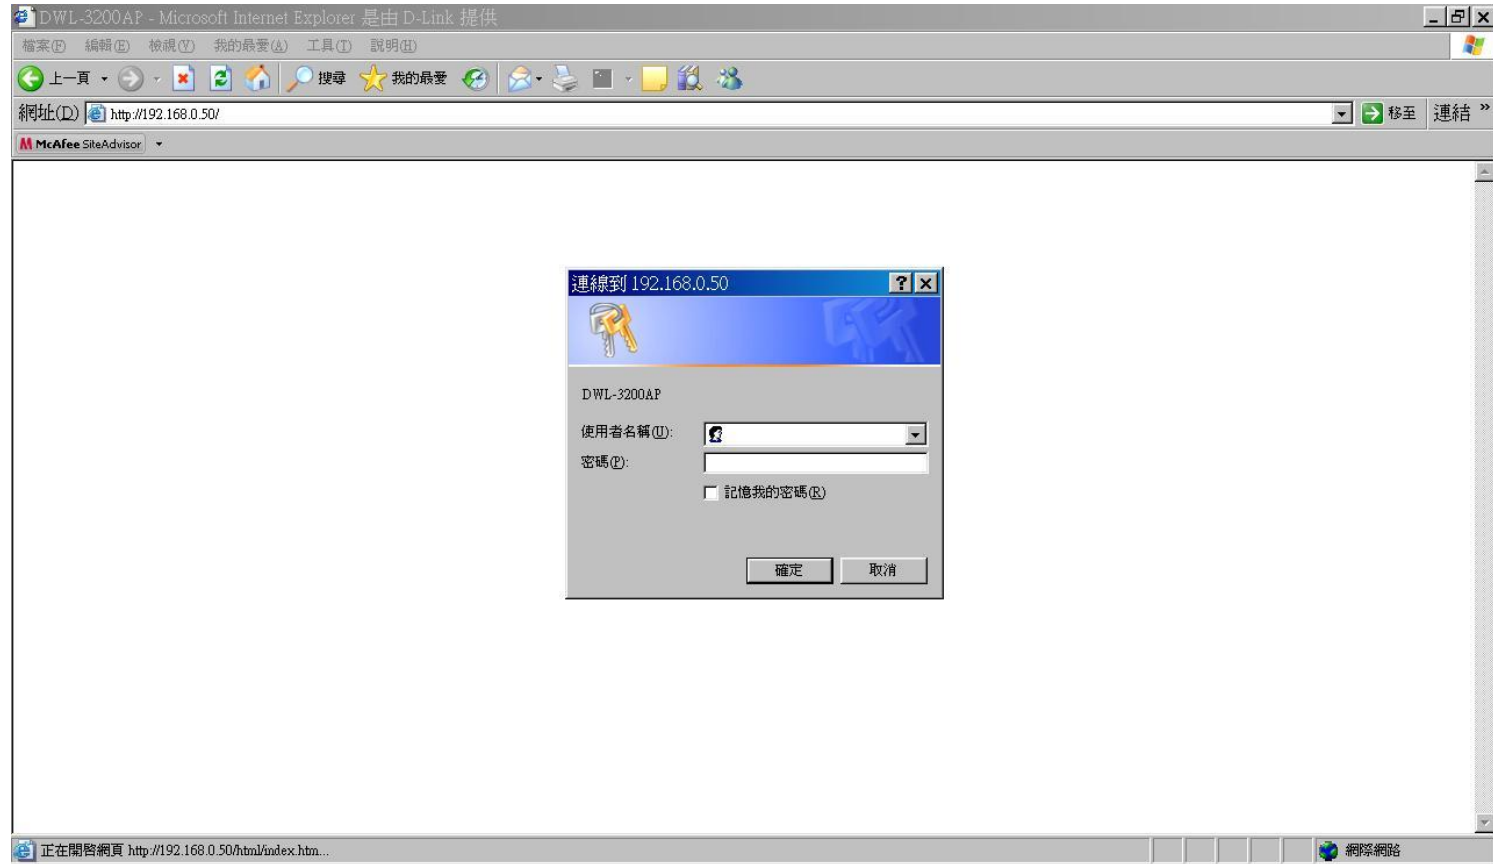 DWL-3200AP - Microsoft Internet Explorer 是由 D-Link 提供
檔案(F) 編輯(E) 檢視(V) 我的最愛(A) 工具(T) 說明(H)
上一頁 搜尋 我的最愛
網址(D) http://192.168.0.50/ 移至 連結 »
McAfee SiteAdvisor
連線到 192.168.0.50
DWL-3200AP
使用者名稱(U):
密碼(P):
記憶我的密碼(R)
確定 取消
正在開啓網頁 http://192.168.0.50/html/index.htm... 網際網路